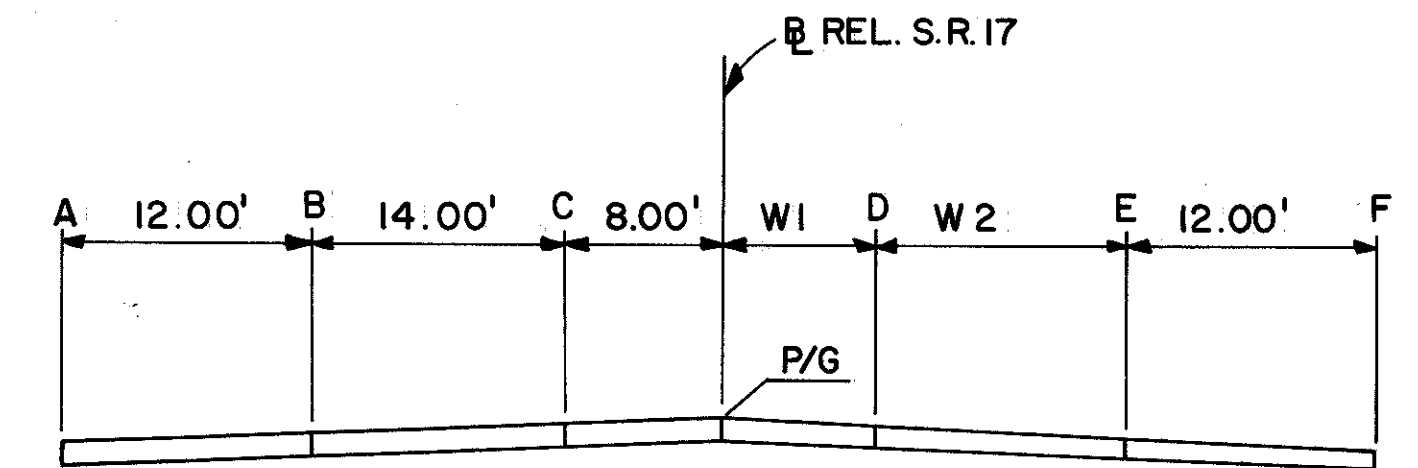 ℄ REL. S.R. 17
A 12.00' B 14.00' C 8.00' W1 D W2 E 12.00' F
P/G